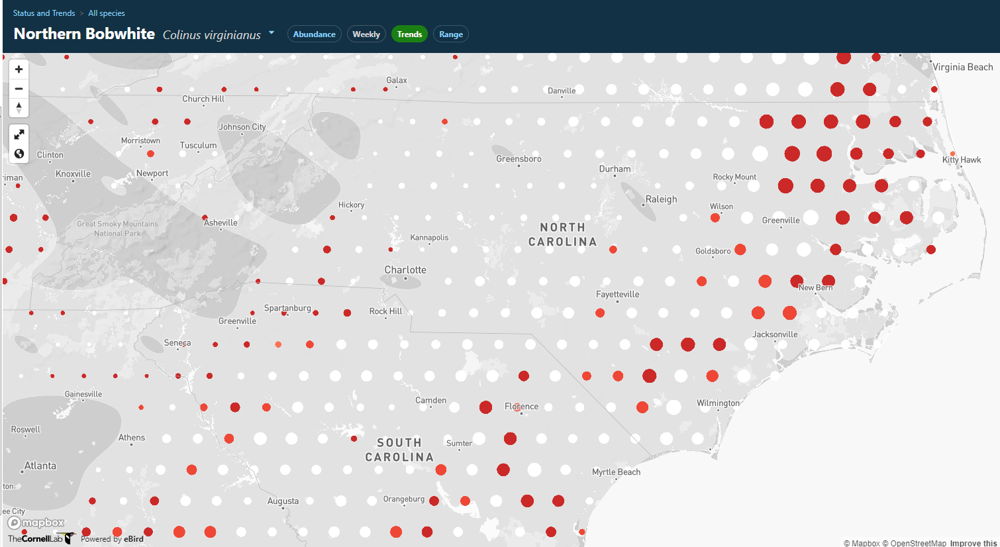 Status and Trends > All species
Northern Bobwhite Colinus virginianus
Abundance Weekly Trends Range
Virginia Beach
Galax
Danville
Church Hill
Johnson City
Morristown
Tusculum
Clinton
Greensboro
Kitty Hawk
Knoxville
Newport
Durham
Rocky Mount
riman
Raleigh
Hickory
Wilson
Great Smoky Mountains
National Park
Asheville
Greenville
NORTH
CAROLINA
Kannapolis
Goldsboro
Charlotte
Fayetteville
New Bern
Spartanburg
Rock Hill
Greenville
Jacksonville
Seneca
Gainesville
Camden
Florence
Wilmington
Roswell
Athens
SOUTH
CAROLINA
Sumter
Atlanta
Myrtle Beach
ton
Augusta
Orangeburg
ee City
mapbox
TheCornellLab Powered by eBird
© Mapbox © OpenStreetMap Improve this